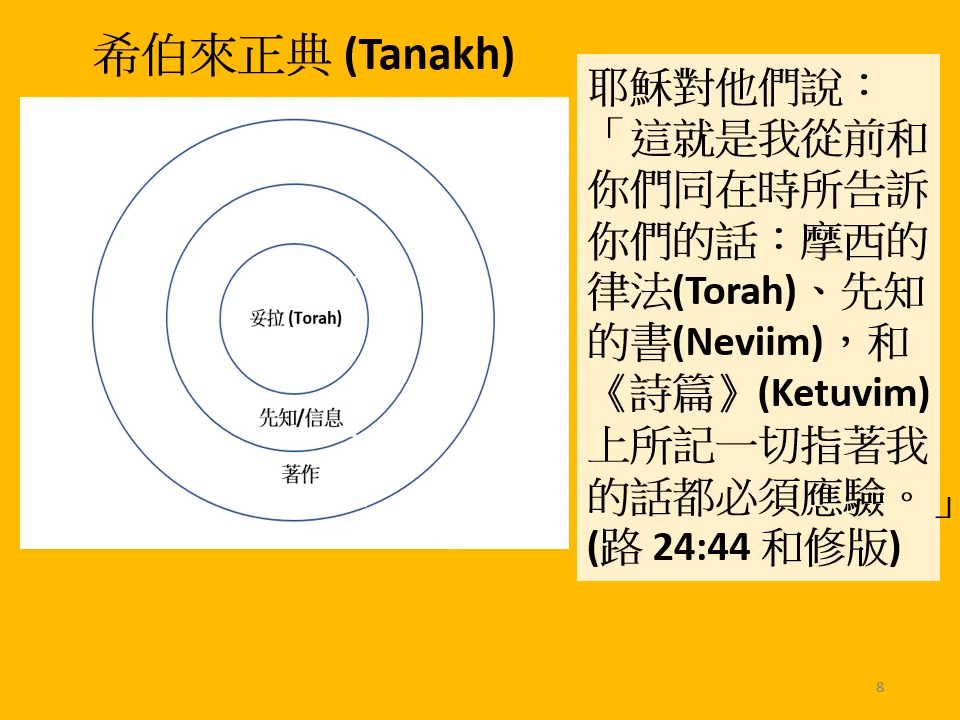 希伯來正典 (Tanakh)
妥拉 (Torah)
先知/信息
著作
耶穌對他們說：
「這就是我從前和
你們同在時所告訴
你們的話：摩西的
律法(Torah)、先知
的書(Neviim)，和
《詩篇》(Ketuvim)
上所記一切指著我
的話都必須應驗。」
(路 24:44 和修版)
8